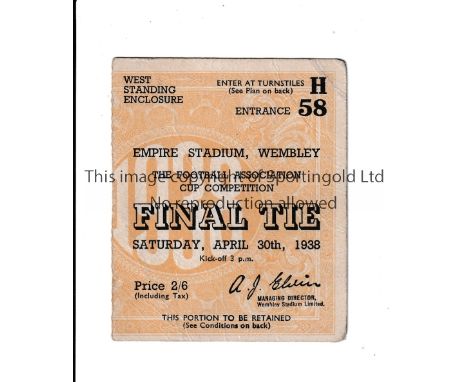 WEST
STANDING
ENCLOSURE
ENTER AT TURNSTILES H
(See Plan on back)
ENTRANCE 58
EMPIRE STADIUM, WEMBLEY
This image copyright of Sportingold Ltd
THE FOOTBALL ASSOCIATION
CUP COMPETITION
No reproduction allowed
1938
FINAL TIE
SATURDAY, APRIL 30th, 1938
Kick-off 3 p.m.
Price 2/6
(Including Tax)
A. J. Elvin
MANAGING DIRECTOR,
Wembley Stadium Limited.
THIS PORTION TO BE RETAINED
(See Conditions on back)